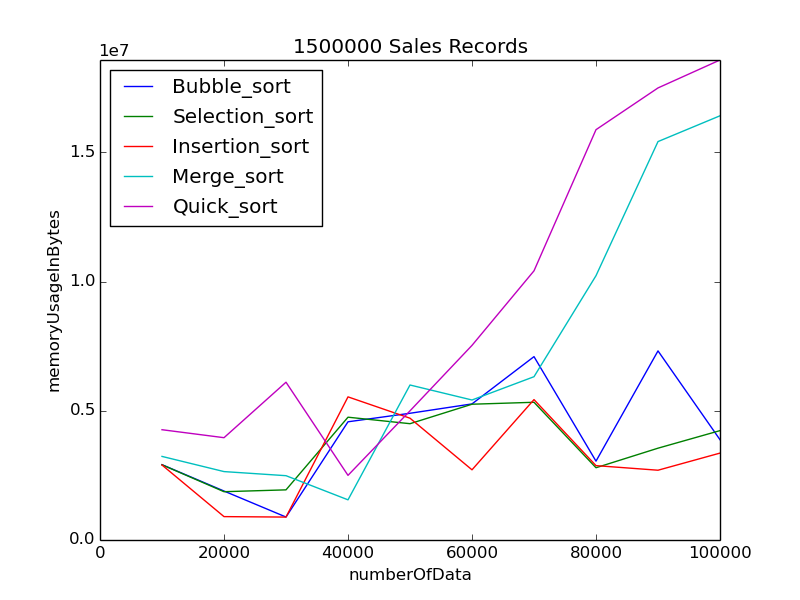 1500000 Sales Records
1e7
Bubble_sort
Selection_sort
Insertion_sort
Merge_sort
Quick_sort
1.5
1.0
0.5
0.0
memoryUsageInBytes
0 20000 40000 60000 80000 100000
numberOfData